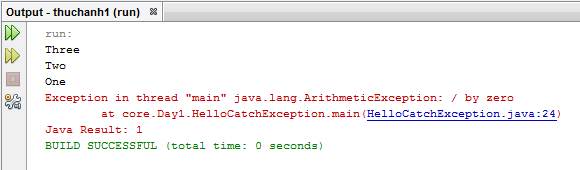 Output - thuchanh1 (run)
run:
Three
Two
One
Exception in thread "main" java.lang.ArithmeticException: / by zero
at core.Day1.HelloCatchException.main(HelloCatchException.java:24)
Java Result: 1
BUILD SUCCESSFUL (total time: 0 seconds)